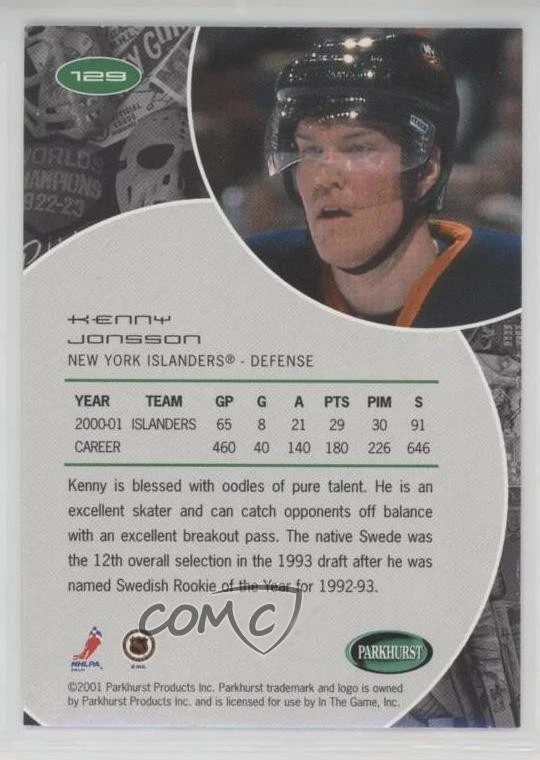 129
Y GUM
OFFICIAL
WORLDS
CHAMPIONS
1922-23
KENNY
JONSSON
NEW YORK ISLANDERS® - DEFENSE
YEAR TEAM GP G A PTS PIM S
2000-01 ISLANDERS 65 8 21 29 30 91
CAREER 460 40 140 180 226 646
Kenny is blessed with oodles of pure talent. He is an
excellent skater and can catch opponents off balance
with an excellent breakout pass. The native Swede was
the 12th overall selection in the 1993 draft after he was
named Swedish Rookie of the Year for 1992-93.
COMC
NHLPA
NHL
PARKHURST
©2001 Parkhurst Products Inc. Parkhurst trademark and logo is owned
by Parkhurst Products Inc. and is licensed for use by In The Game, Inc.